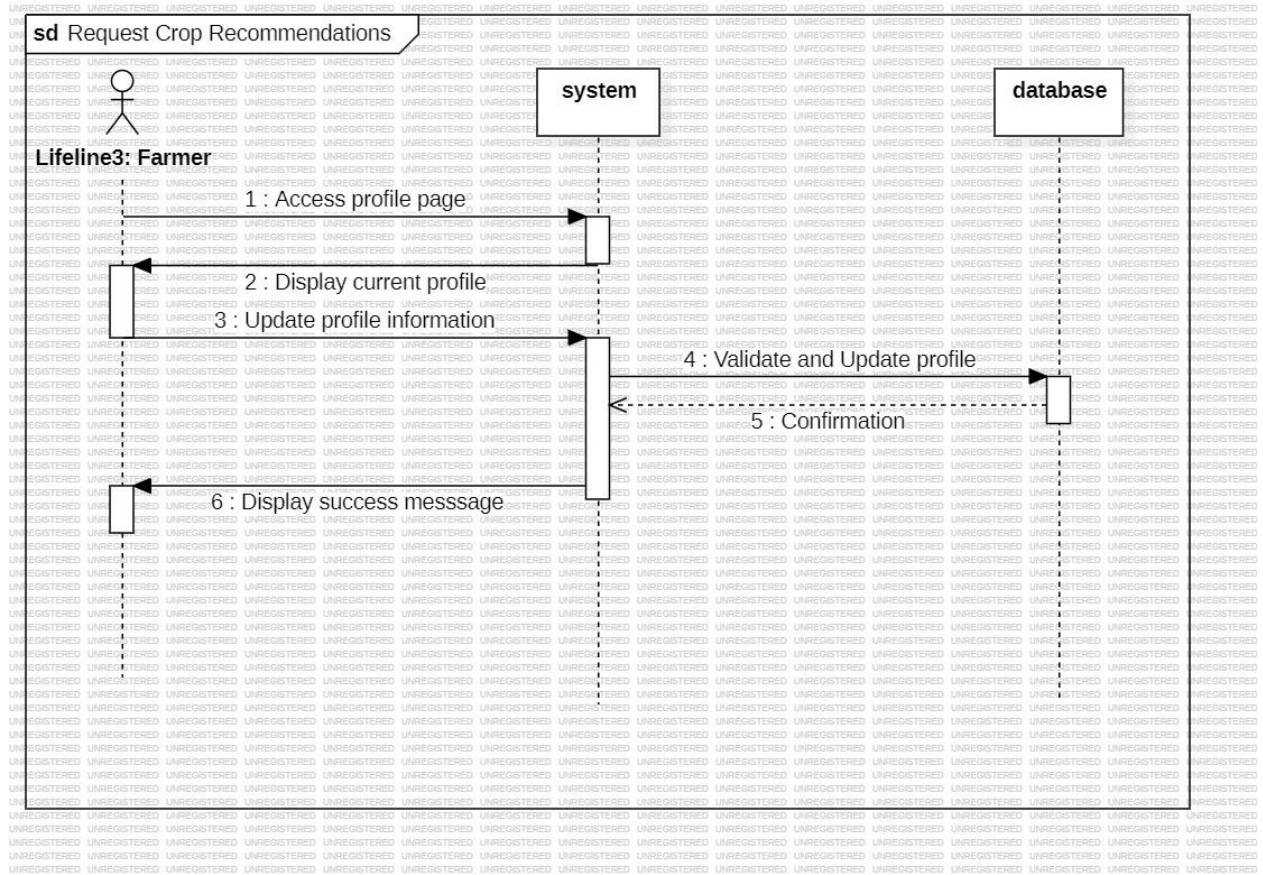 sd Request Crop Recommendations
system
database
Lifeline3: Farmer
1 : Access profile page
2 : Display current profile
3 : Update profile information
4 : Validate and Update profile
5 : Confirmation
6 : Display success messsage
UNREGISTERED